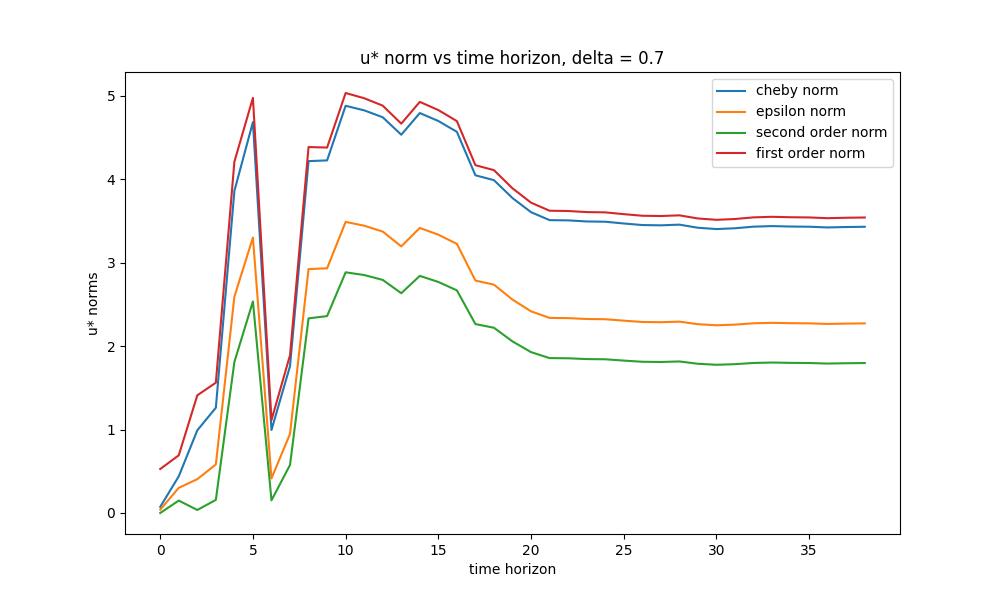 u* norm vs time horizon, delta = 0.7
cheby norm
epsilon norm
second order norm
first order norm
u* norms
5
4
3
2
1
0
0 5 10 15 20 25 30 35
time horizon